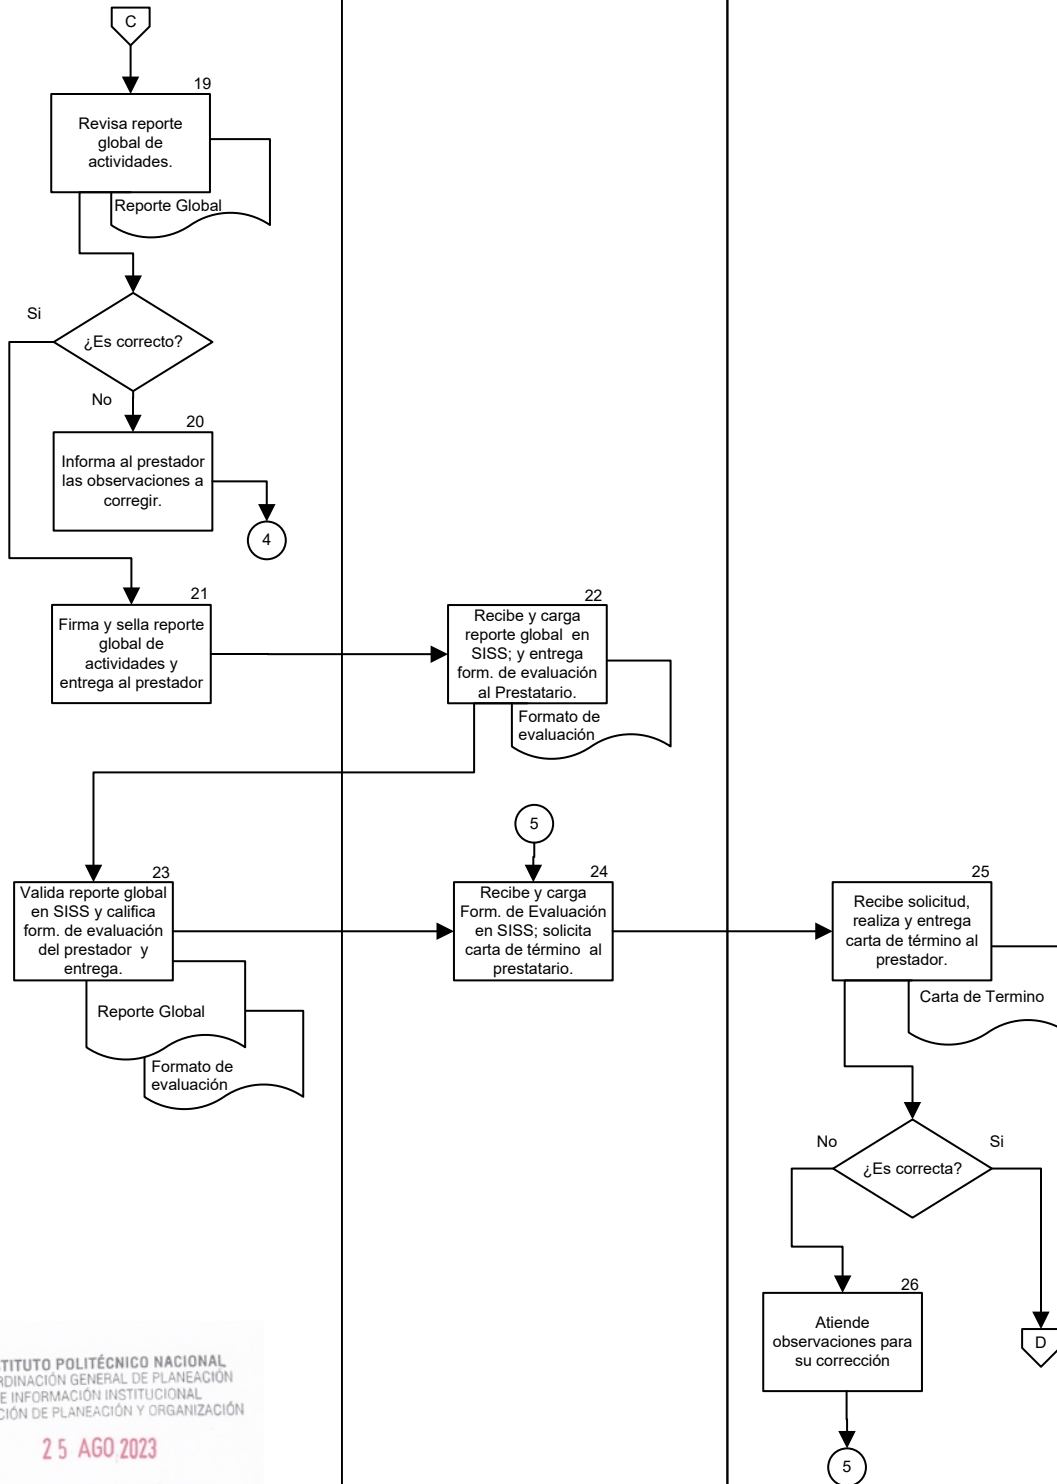 C
19
Revisa reporte
global de
actividades.
Reporte Global
Si
¿Es correcto?
No
20
Informa al prestador
las observaciones a
corregir.
4
21
Firma y sella reporte
global de
actividades y
entrega al prestador
22
Recibe y carga
reporte global en
SISS; y entrega
form. de evaluación
al Prestatario.
Formato de
evaluación
5
23
Valida reporte global
en SISS y califica
form. de evaluación
del prestador y
entrega.
Reporte Global
Formato de
evaluación
24
Recibe y carga
Form. de Evaluación
en SISS; solicita
carta de término al
prestatario.
25
Recibe solicitud,
realiza y entrega
carta de término al
prestador.
Carta de Termino
No
¿Es correcta?
Si
26
Atiende
observaciones para
su corrección
D
5
TITUTO POLITÉCNICO NACIONAL
RDINACIÓN GENERAL DE PLANEACIÓN
E INFORMACIÓN INSTITUCIONAL
CIÓN DE PLANEACIÓN Y ORGANIZACIÓN
25 AGO 2023